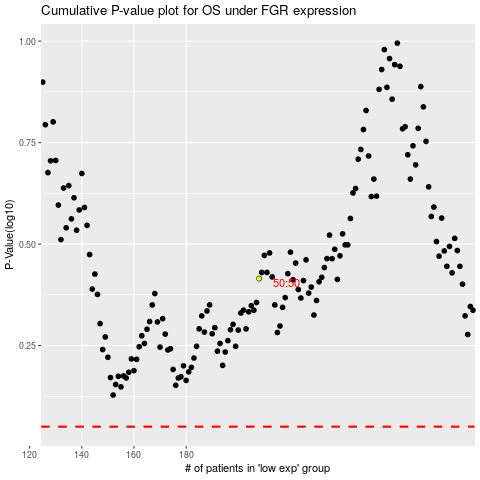 Cumulative P-value plot for OS under FGR expression
P-Value(log10)
1.00
0.75
0.50
0.25
50:50
120 140 160 180
# of patients in 'low exp' group